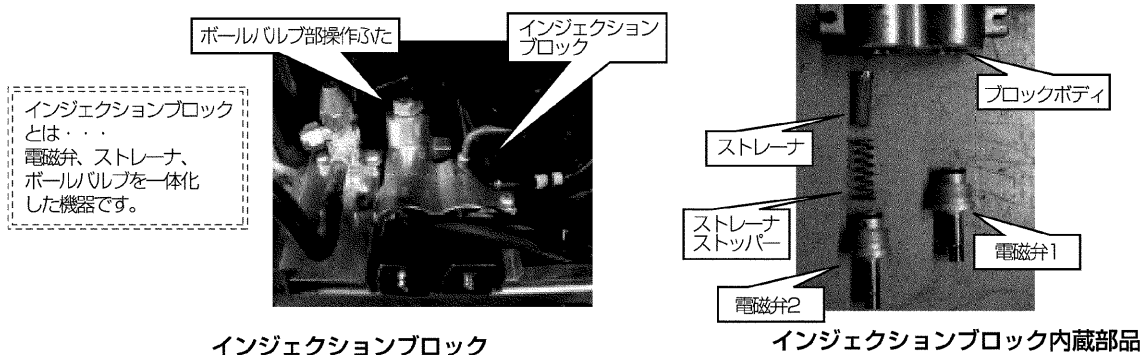 インジェクションブロック
とは・・・
電磁弁、ストレーナ、
ボールバルブを一体化
した機器です。
ボールバルブ部操作ふた
インジェクション
ブロック
インジェクションブロック
ブロックボディ
ストレーナ
ストレーナ
ストッパー
電磁弁1
電磁弁2
インジェクションブロック内蔵部品